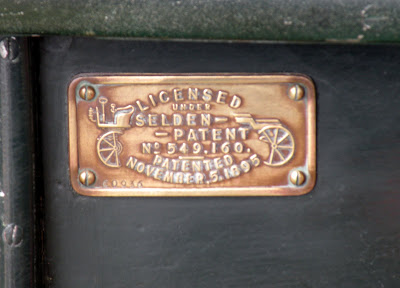 LICENSED
UNDER
SELDEN
PATENT
No 549.160.
PATENTED
NOVEMBER.5.1895